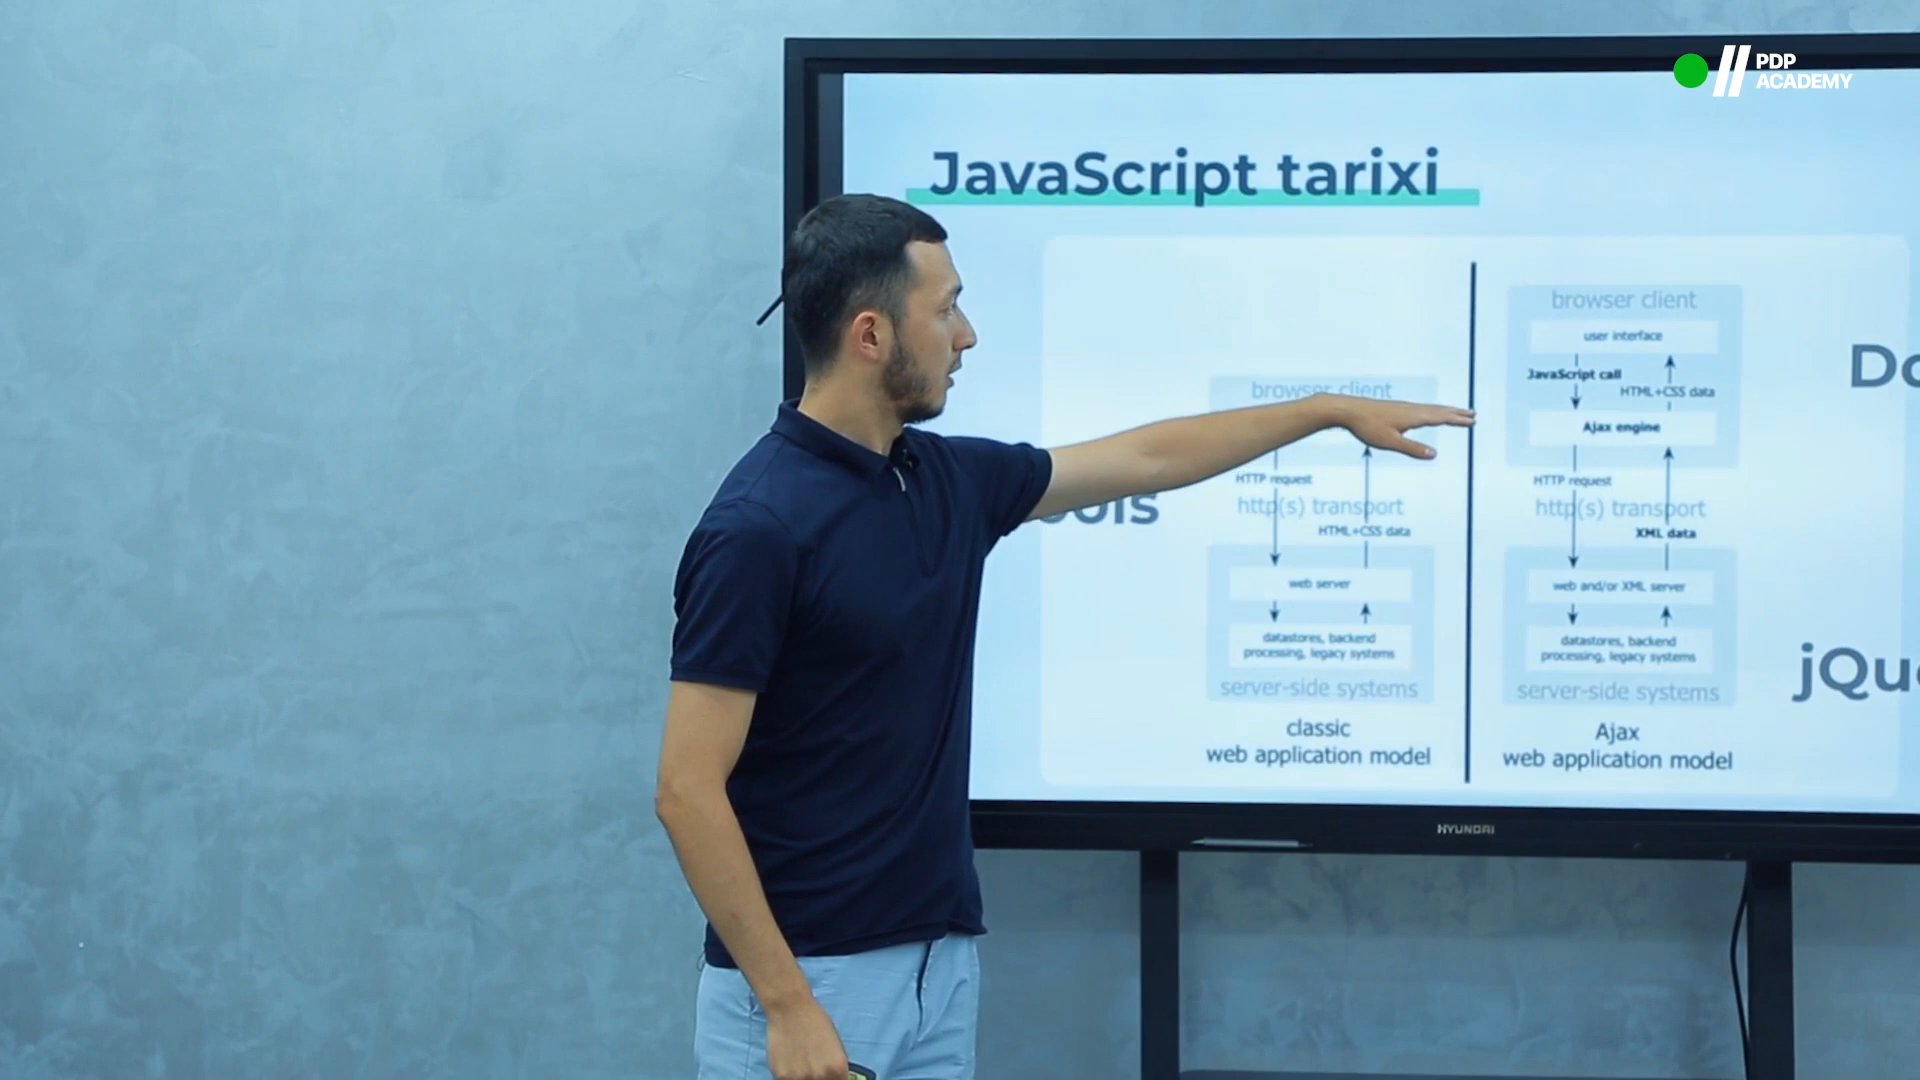 PDP
ACADEMY
JavaScript tarixi
browser client
HTTP request
http(s) transport
HTML+CSS data
web server
datastores, backend
processing, legacy systems
server-side systems
classic
web application model
browser client
user interface
JavaScript call
HTML+CSS data
Ajax engine
HTTP request
http(s) transport
XML data
web and/or XML server
datastores, backend
processing, legacy systems
server-side systems
Ajax
web application model
HYUNDAI